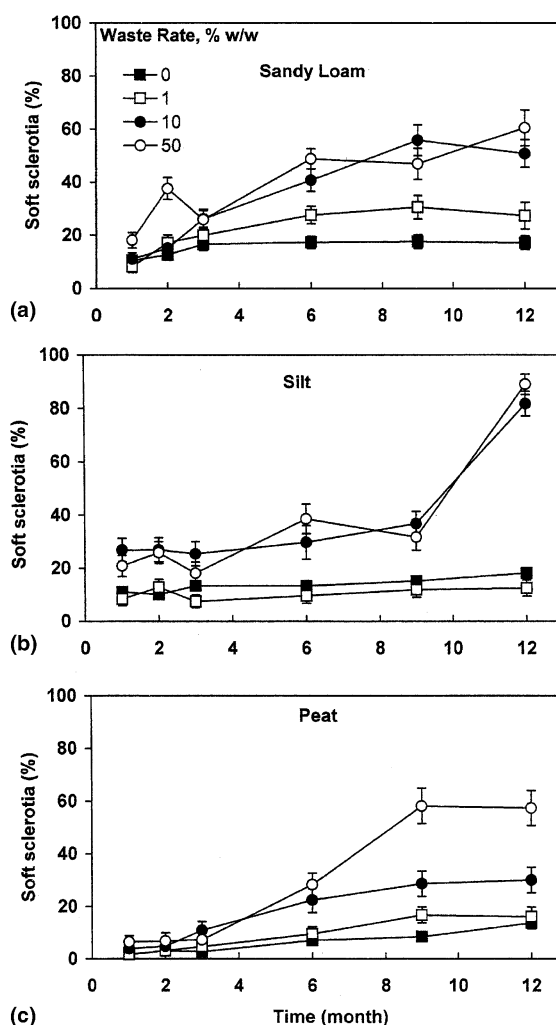 Waste Rate, % w/w
0
1
10
50
Sandy Loam
Soft sclerotia (%)
100
80
60
40
20
0
0 2 4 6 8 10 12
(a)
Silt
Soft sclerotia (%)
100
80
60
40
20
0
0 2 4 6 8 10 12
(b)
Peat
Soft sclerotia (%)
100
80
60
40
20
0
0 2 4 6 8 10 12
Time (month)
(c)